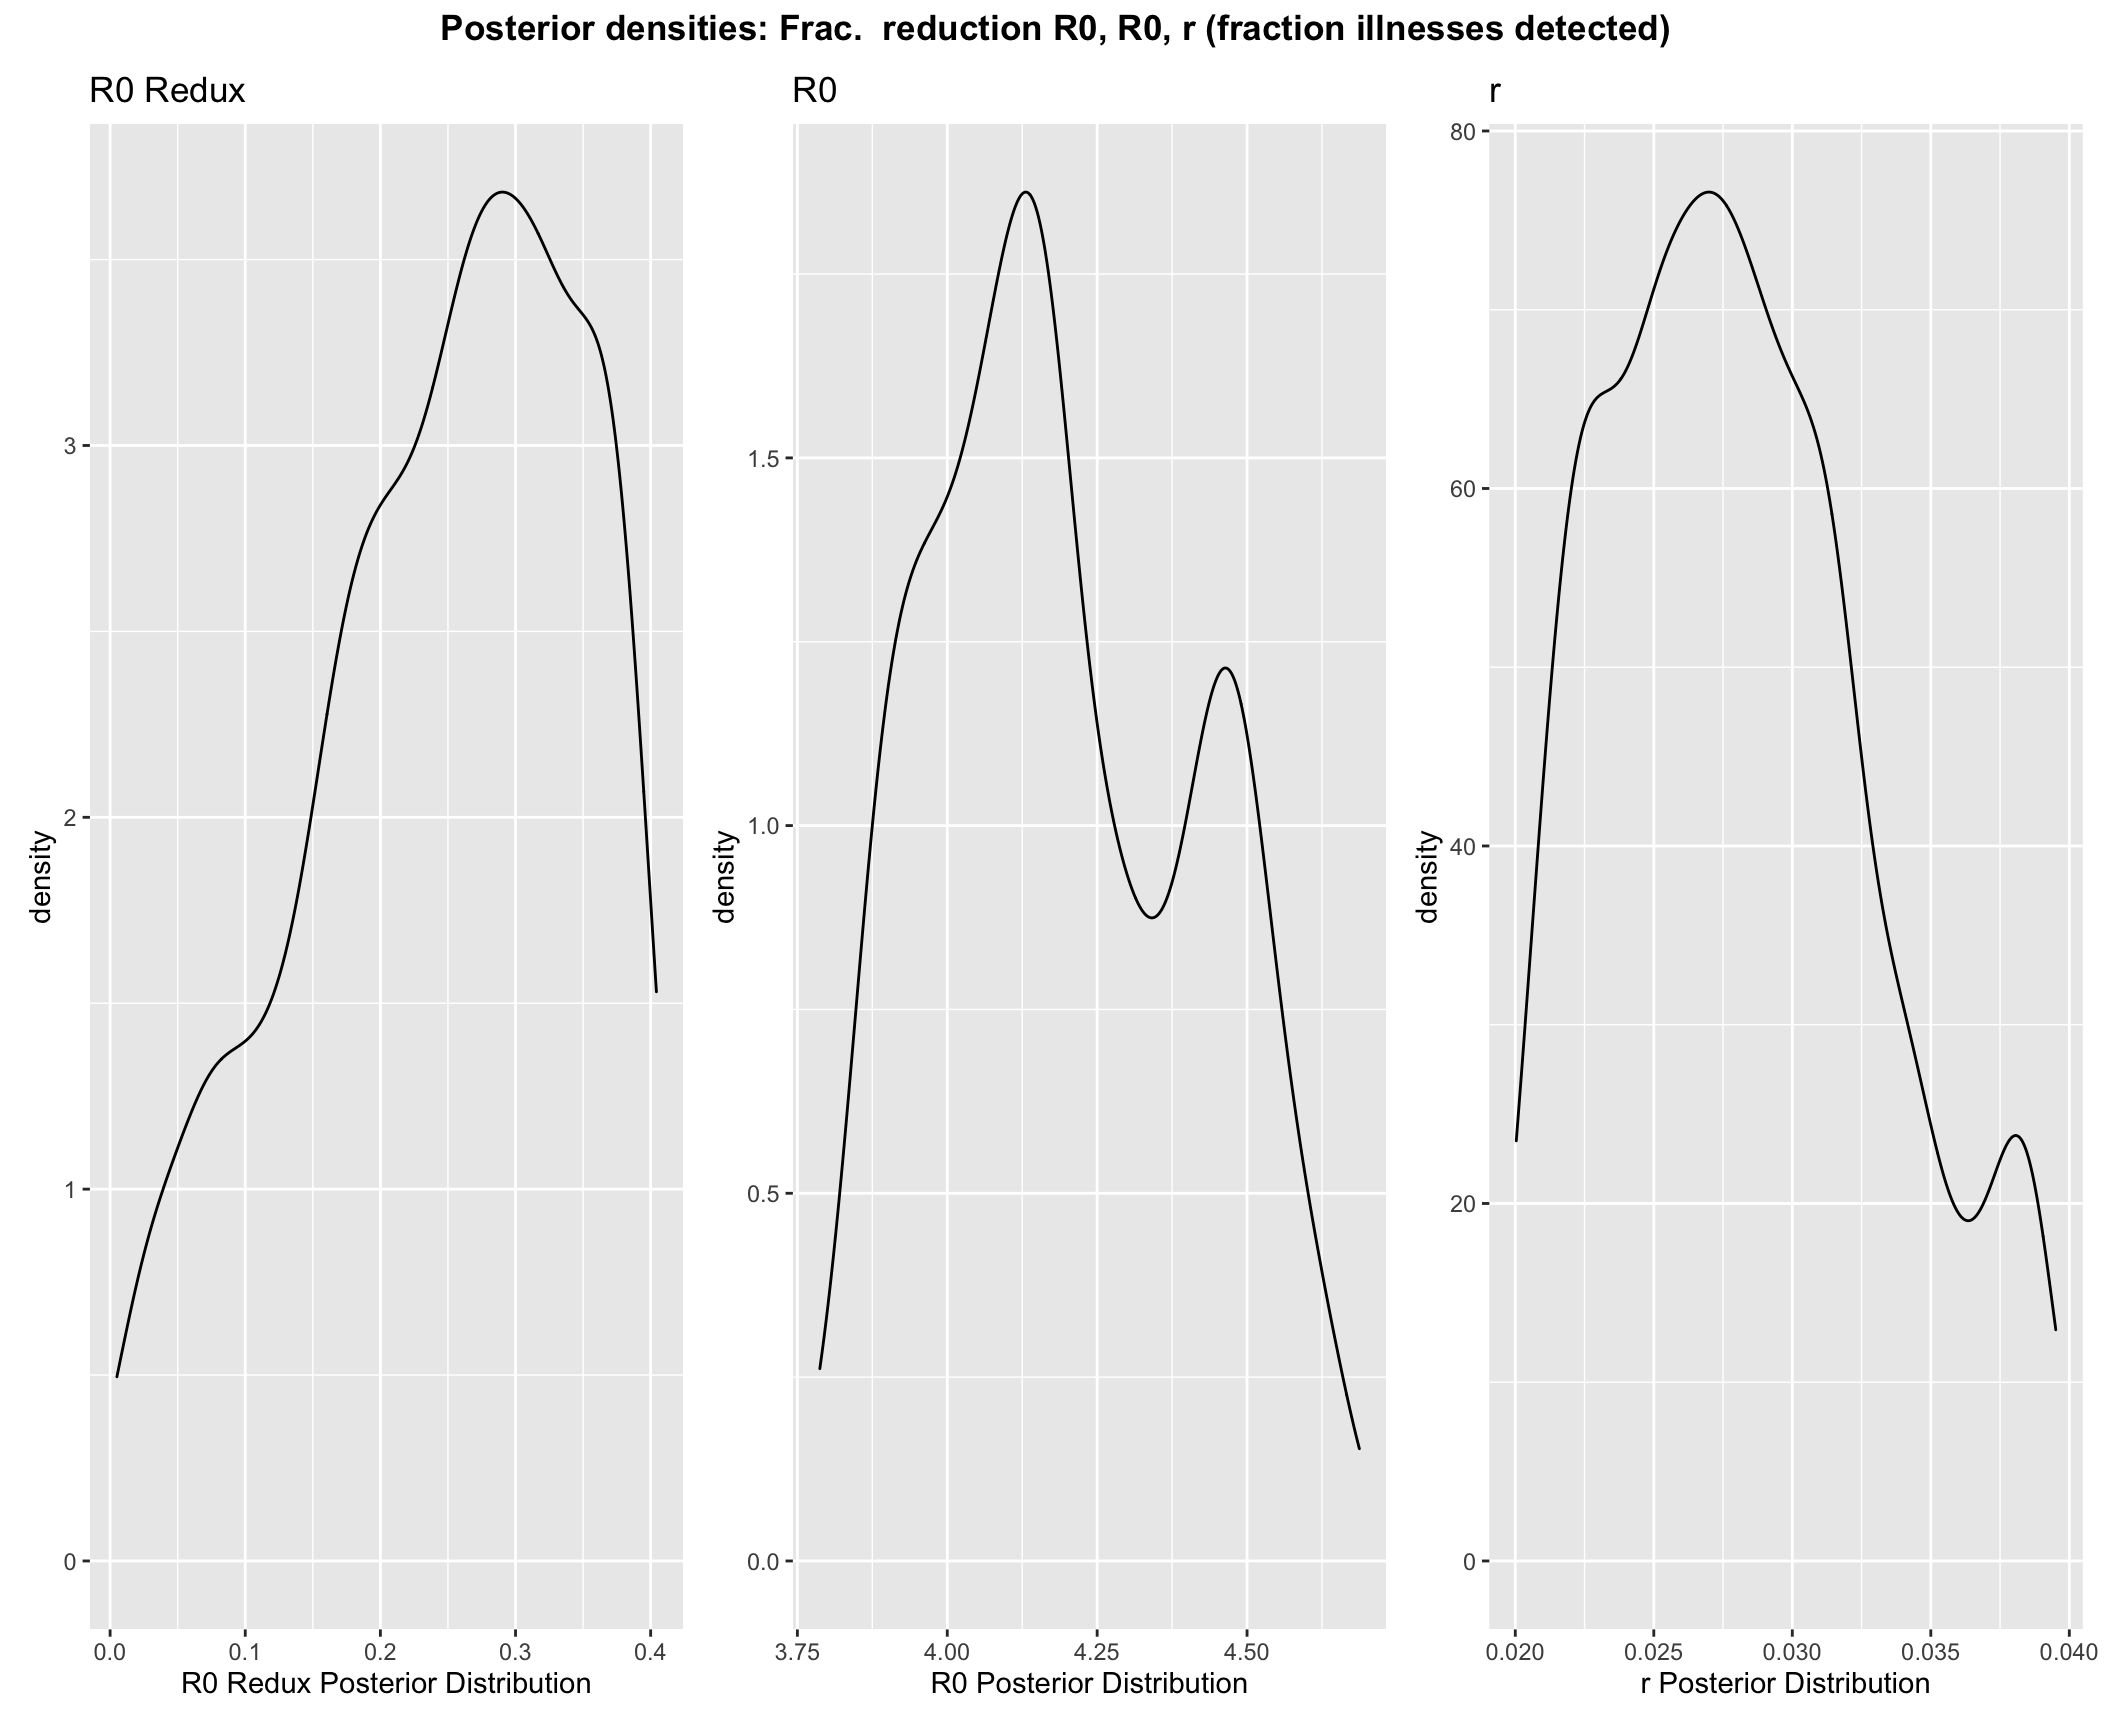 Posterior densities: Frac.  reduction R0, R0, r (fraction illnesses detected)
R0 Redux
density
3
2
1
0
0.0 0.1 0.2 0.3 0.4
R0 Redux Posterior Distribution
R0
density
1.5
1.0
0.5
0.0
3.75 4.00 4.25 4.50
R0 Posterior Distribution
r
density
80
60
40
20
0
0.020 0.025 0.030 0.035 0.040
r Posterior Distribution